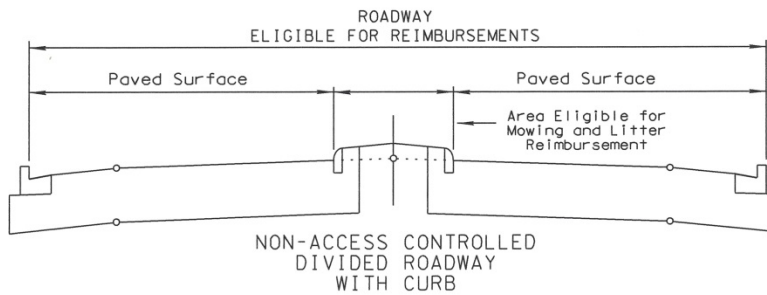 ROADWAY
ELIGIBLE FOR REIMBURSEMENTS
Paved Surface
Paved Surface
Area Eligible for
Mowing and Litter
Reimbursement
NON-ACCESS CONTROLLED
DIVIDED ROADWAY
WITH CURB